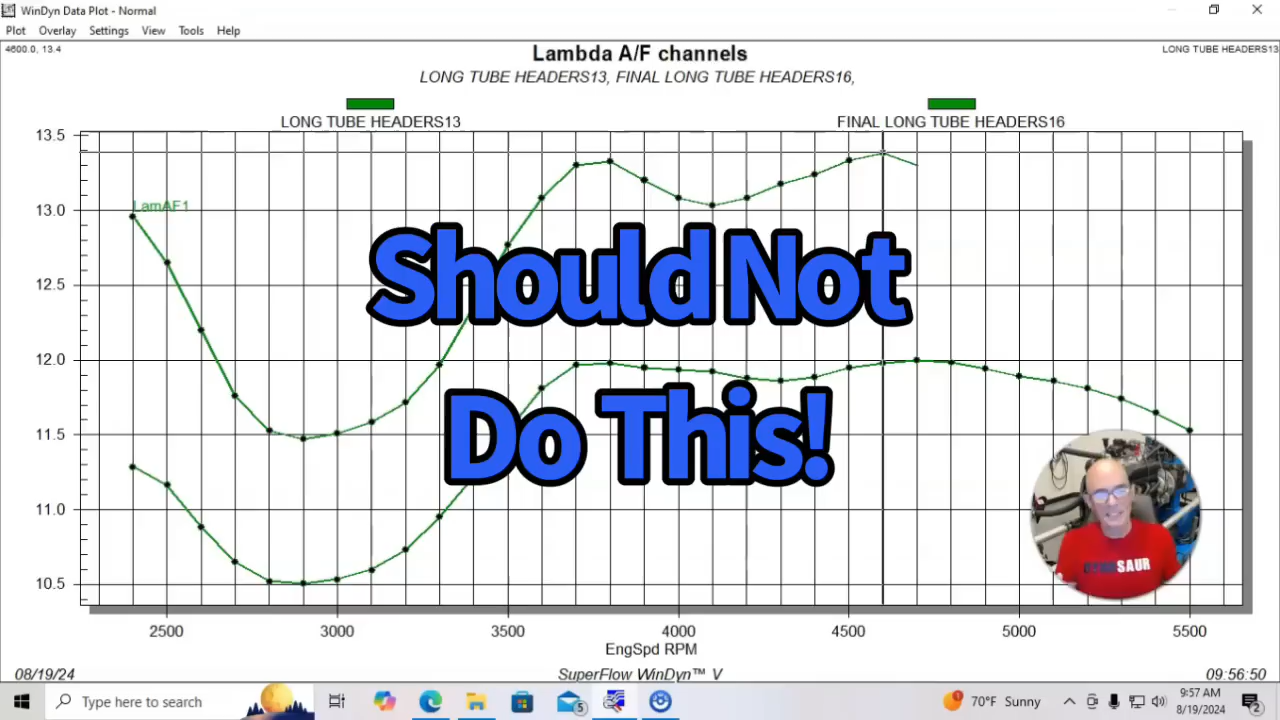 WinDyn Data Plot - Normal
Plot Overlay Settings View Tools Help
4600.0, 13.4
LONG TUBE HEADERS13
Lambda A/F channels
LONG TUBE HEADERS13, FINAL LONG TUBE HEADERS16,
LONG TUBE HEADERS13
FINAL LONG TUBE HEADERS16
13.5
LamAF1
13.0
12.5
12.0
11.5
11.0
10.5
Should Not
Do This!
2500 3000 3500 4000 4500 5000 5500
EngSpd RPM
08/19/24
SuperFlow WinDyn™ V
09:56:50
Type here to search
5
70°F Sunny
9:57 AM
8/19/2024
2